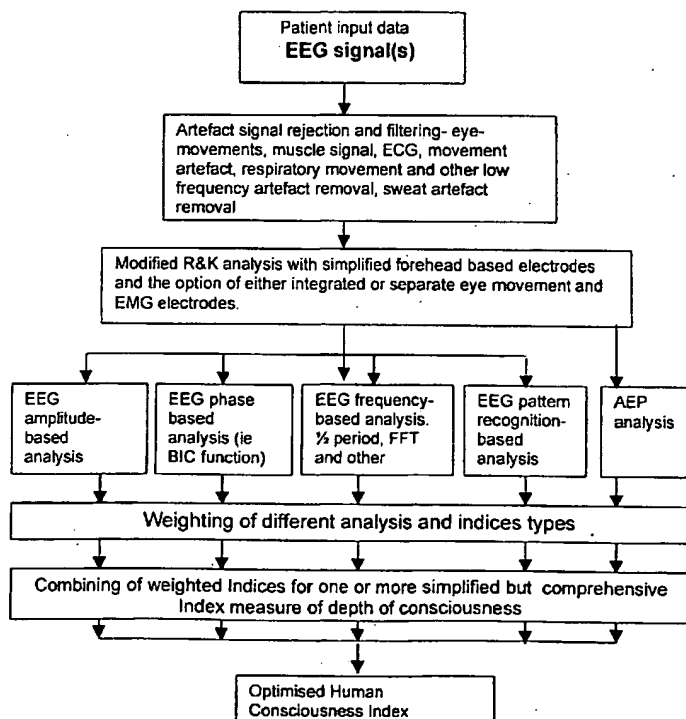 Patient input data
EEG signal(s)
Artefact signal rejection and filtering- eye-
movements, muscle signal, ECG, movement
artefact, respiratory movement and other low
frequency artefact removal, sweat artefact
removal
Modified R&K analysis with simplified forehead based electrodes
and the option of either integrated or separate eye movement and
EMG electrodes.
EEG
amplitude-
based
analysis
EEG phase
based
analysis (ie
BIC function)
EEG frequency-
based analysis.
½ period, FFT
and other
EEG pattern
recognition-
based
analysis
AEP
analysis
Weighting of different analysis and indices types
Combining of weighted Indices for one or more simplified but comprehensive
Index measure of depth of consciousness
Optimised Human
Consciousness Index